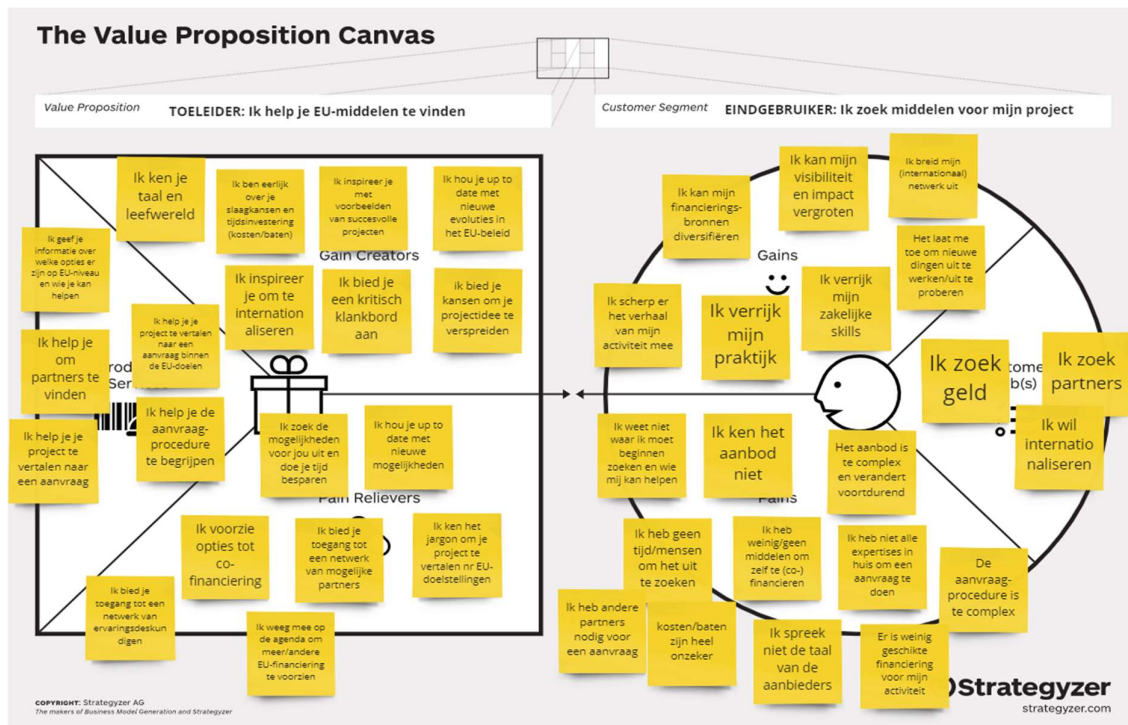 The Value Proposition Canvas
Value Proposition
TOELEIDER: Ik help je EU-middelen te vinden
Customer Segment
EINDGEBRUIKER: Ik zoek middelen voor mijn project
Ik ken je
taal en
leefwereld
Ik ben eerlijk
over je
slaagkansen en
tijdsinvestering
(kosten/baten)
Ik inspireer je
met
voorbeelden
van succesvolle
projecten
Ik hou je up to
date met
nieuwe
evoluties in
het EU-beleid
Gain Creators
Ik geef je
informatie over
welke opties er
zijn op EU-niveau
en wie je kan
helpen
Ik inspireer
je om te
internation
aliseren
Ik bied je
een kritisch
klankbord
aan
Ik bied je
kansen om je
projectidee te
verspreiden
Ik help je je
project te vertalen
naar een
aanvraag binnen
de EU-doelen
Ik help je
om
partners te
vinden
Ik help je je
project te
vertalen naar
een aanvraag
Ik help je de
aanvraag-
procedure
te begrijpen
Ik zoek de
mogelijkheden
voor jou uit en
doe je tijd
besparen
Ik hou je up to
date met
nieuwe
mogelijkheden
Pain Relievers
Ik voorzie
opties tot
co-
financiering
Ik bied je
toegang tot
een netwerk
van mogelijke
partners
Ik ken het
jargon om je
project te
vertalen nr EU-
doelstellingen
Ik bied je
toegang tot een
netwerk van
ervaringsdeskun
digen
Ik weeg mee op
de agenda om
meer/andere
EU-financiering
te voorzien
Ik kan mijn
financierings-
bronnen
diversifiëren
Ik kan mijn
visibiliteit
en impact
vergroten
Ik breid mijn
(internationaal)
netwerk uit
Gains
Het laat me
toe om nieuwe
dingen uit te
werken/uit te
proberen
Ik scherp er
het verhaal
van mijn
activiteit mee
Ik verrijk
mijn
praktijk
Ik verrijk
mijn
zakelijke
skills
Ik zoek
geld
Ik zoek
partners
Ik wil
internatio
naliseren
Ik weet niet
waar ik moet
beginnen
zoeken en wie
mij kan helpen
Ik ken het
aanbod
niet
Het aanbod is
te complex
en verandert
voortdurend
Pains
Ik heb geen
tijd/mensen
om het uit
te zoeken
Ik heb
weinig/geen
middelen om
zelf te (co-)
financieren
Ik heb niet alle
expertises in
huis om een
aanvraag te
doen
De
aanvraag-
procedure is
te complex
Ik heb andere
partners
nodig voor
een aanvraag
kosten/baten
zijn heel
onzeker
Ik spreek
niet de taal
van de
aanbieders
Er is weinig
geschikte
financiering
voor mijn
activiteit
COPYRIGHT: Strategyzer AG
The makers of Business Model Generation and Strategyzer
Strategyzer
strategyzer.com